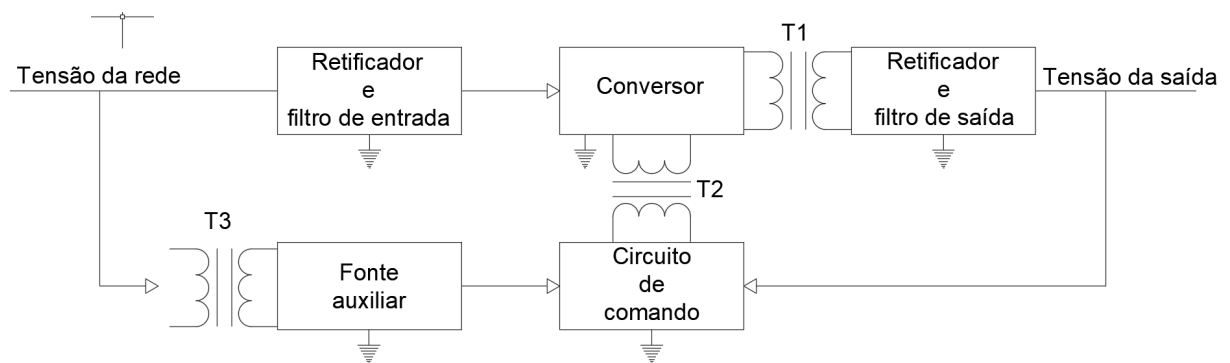 T1
Tensão da rede
Retificador
e
filtro de entrada
Conversor
Retificador
e
filtro de saída
Tensão da saída
T2
T3
Fonte
auxiliar
Circuito
de
comando